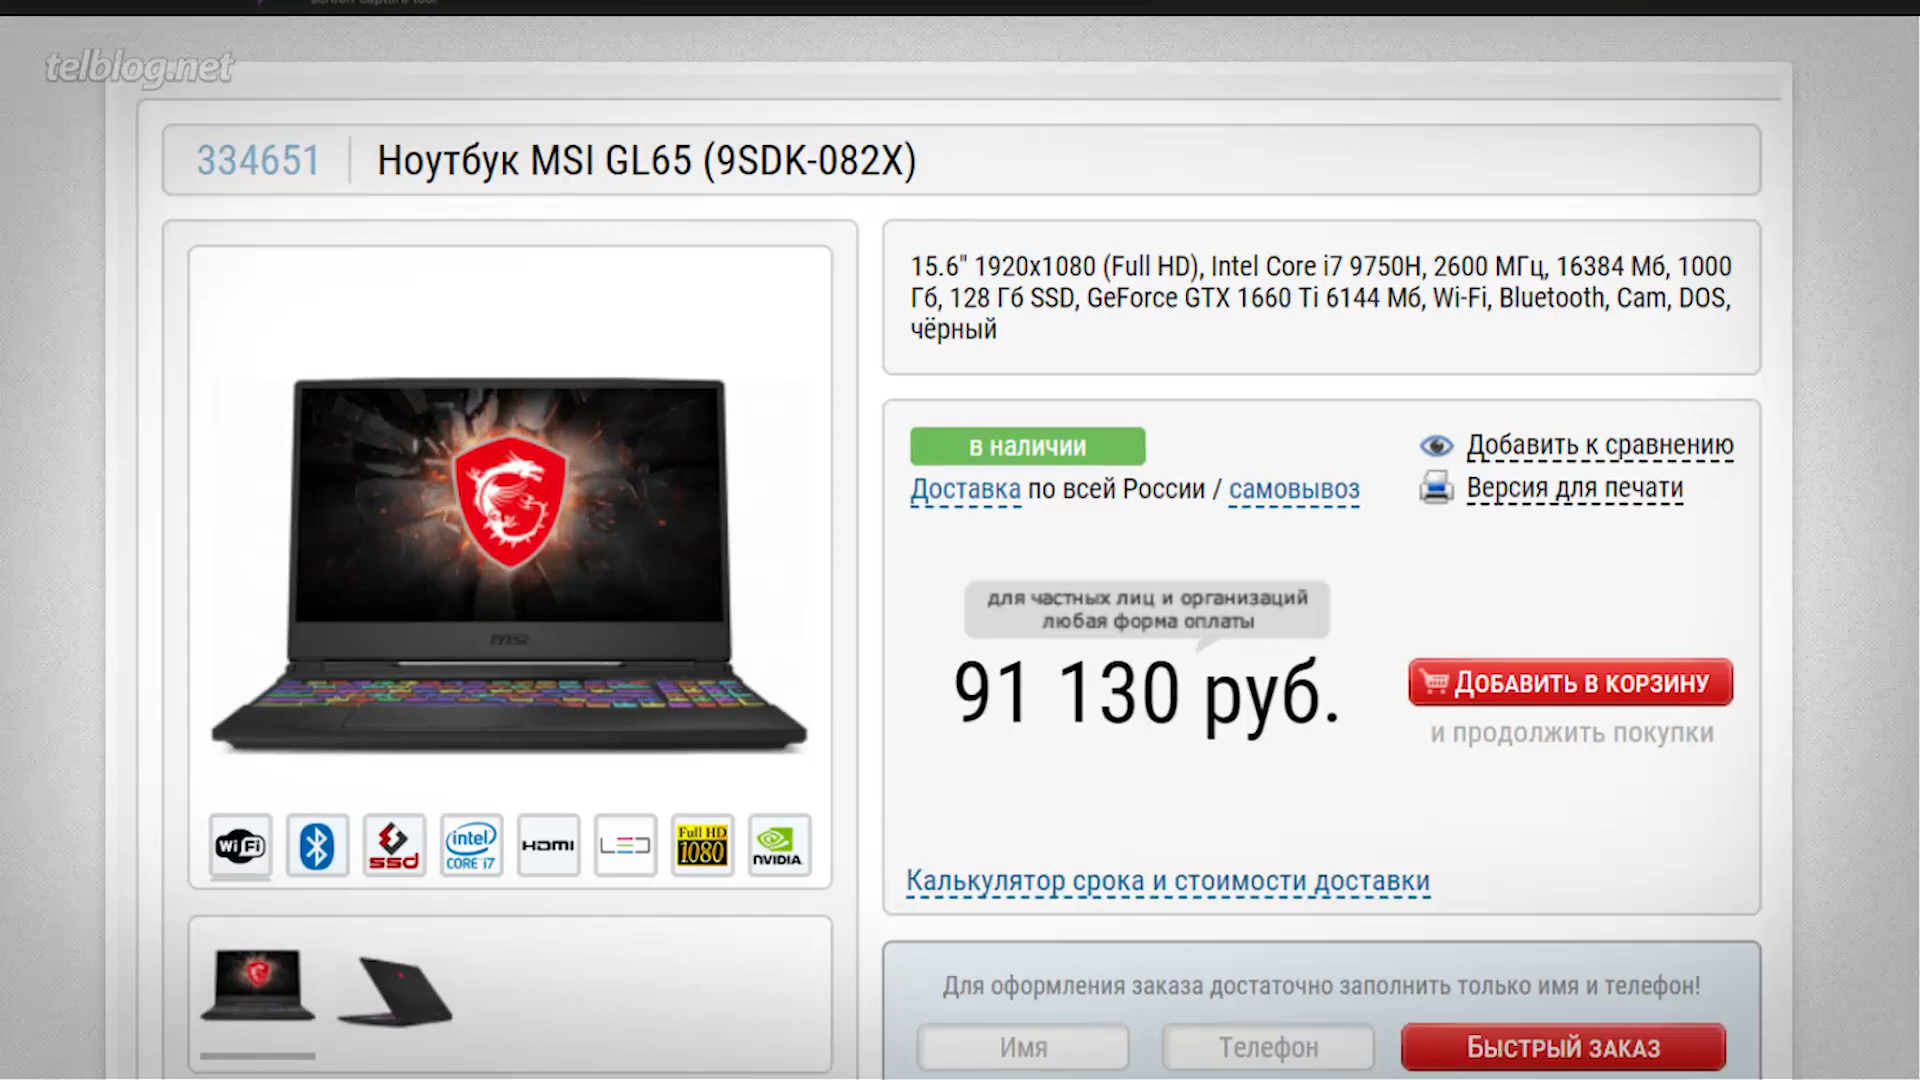 screen capture tool
telblog.net
334651 Ноутбук MSI GL65 (9SDK-082X)
15.6" 1920x1080 (Full HD), Intel Core i7 9750H, 2600 МГц, 16384 Мб, 1000
Гб, 128 Гб SSD, GeForce GTX 1660 Ti 6144 Мб, Wi-Fi, Bluetooth, Cam, DOS,
чёрный
в наличии
Доставка по всей России / самовывоз
Добавить к сравнению
Версия для печати
для частных лиц и организаций
любая форма оплаты
91 130 руб.
ДОБАВИТЬ В КОРЗИНУ
и продолжить покупки
msi
Wi Fi
SSD
intel
CORE i7
HDMI
LED
Full HD
1080
NVIDIA
Калькулятор срока и стоимости доставки
Для оформления заказа достаточно заполнить только имя и телефон!
Имя
Телефон
БЫСТРЫЙ ЗАКАЗ